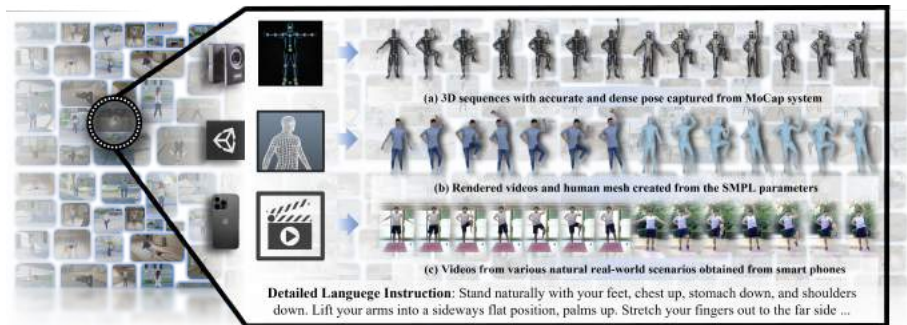 (a) 3D sequences with accurate and dense pose captured from MoCap system
(b) Rendered videos and human mesh created from the SMPL parameters
(c) Videos from various natural real-world scenarios obtained from smart phones
Detailed Languege Instruction: Stand naturally with your feet, chest up, stomach down, and shoulders
down. Lift your arms into a sideways flat position, palms up. Stretch your fingers out to the far side ...